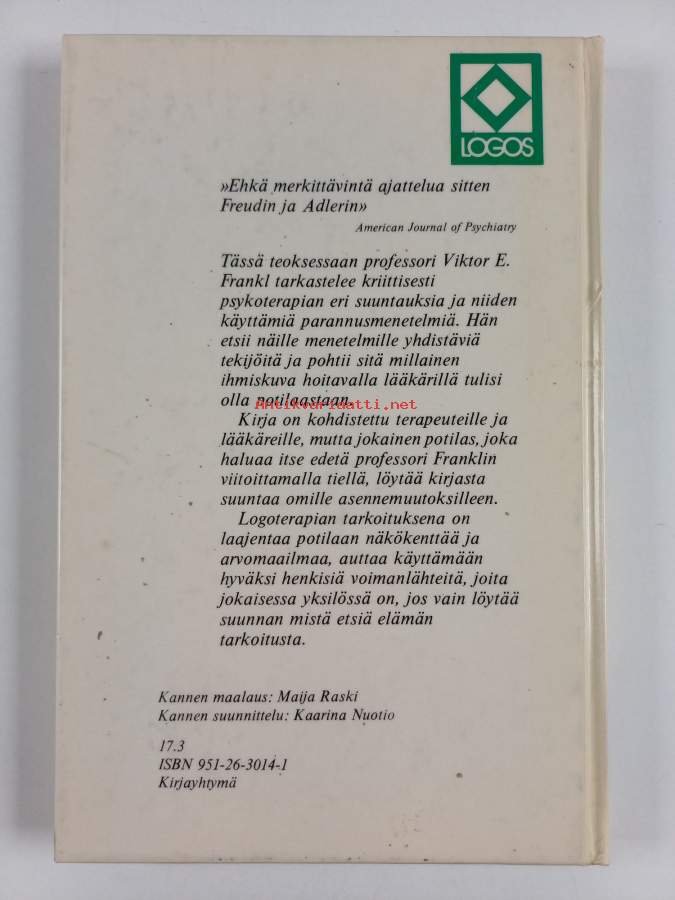 LOGOS
»Ehkä merkittävintä ajattelua sitten
Freudin ja Adlerin»
American Journal of Psychiatry
Tässä teoksessaan professori Viktor E.
Frankl tarkastelee kriittisesti
psykoterapian eri suuntauksia ja niiden
käyttämiä parannusmenetelmiä. Hän
etsii näille menetelmille yhdistäviä
tekijöitä ja pohtii sitä millainen
ihmiskuva hoitavalla lääkärillä tulisi
olla potilaastaan.
Antikvariaatti.net
Kirja on kohdistettu terapeuteille ja
lääkäreille, mutta jokainen potilas, joka
haluaa itse edetä professori Franklin
viitoittamalla tiellä, löytää kirjasta
suuntaa omille asennemuutoksilleen.
Logoterapian tarkoituksena on
laajentaa potilaan näkökenttää ja
arvomaailmaa, auttaa käyttämään
hyväksi henkisiä voimanlähteitä, joita
jokaisessa yksilössä on, jos vain löytää
suunnan mistä etsiä elämän
tarkoitusta.
Kannen maalaus: Maija Raski
Kannen suunnittelu: Kaarina Nuotio
17.3
ISBN 951-26-3014-1
Kirjayhtymä